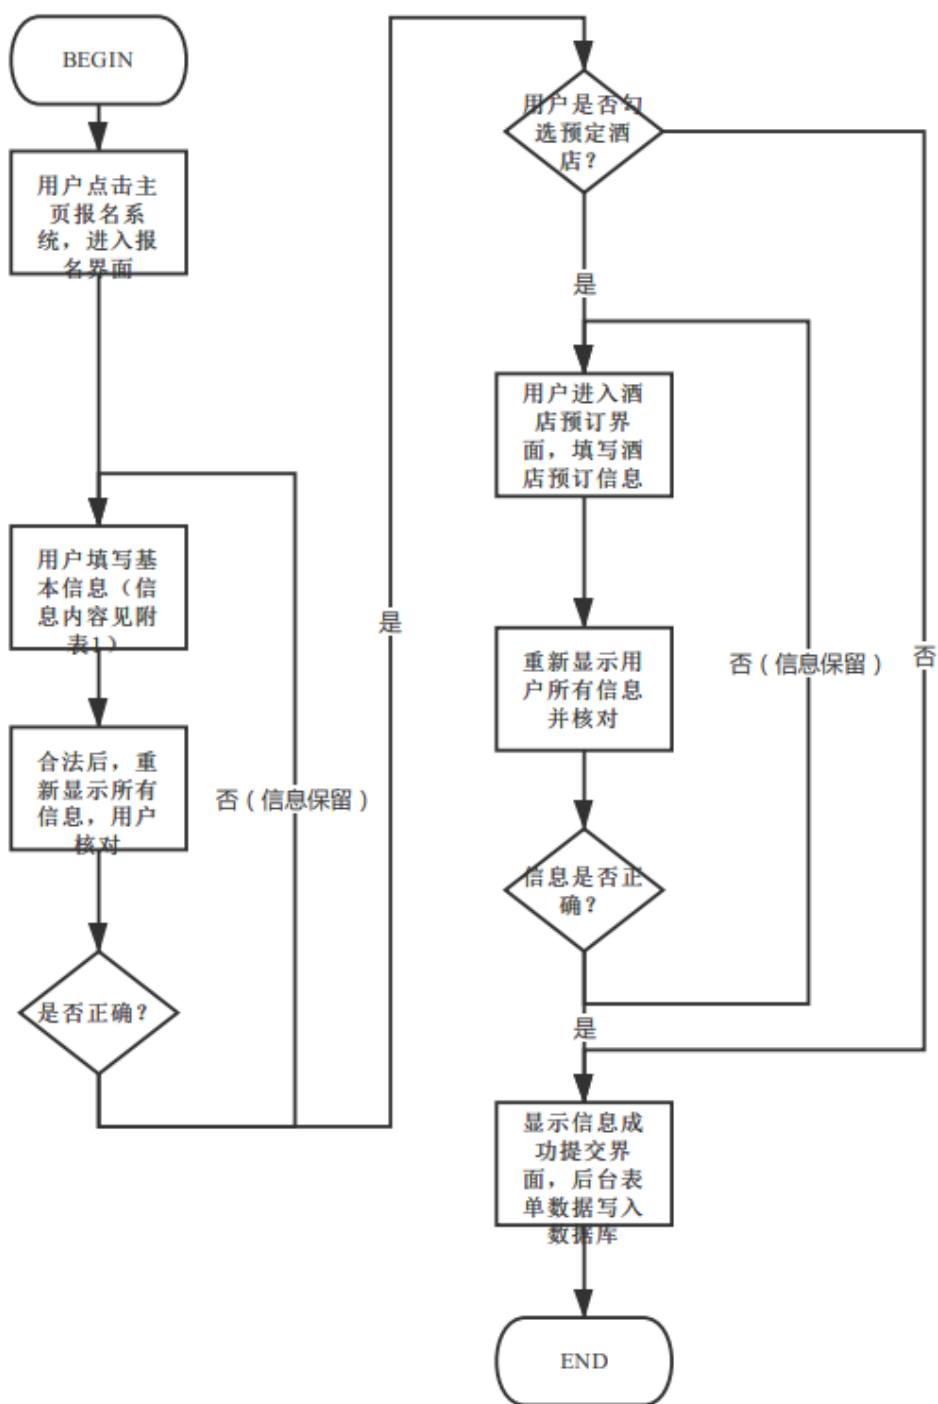 BEGIN
用户点击主
页报名系
统，进入报
名界面
用户填写基
本信息（信
息内容见附
表1）
合法后，重
新显示所有
信息，用户
核对
否（信息保留）
是否正确？
是
用户是否勾
选预定酒
店？
是
用户进入酒
店预订界
面，填写酒
店预订信息
重新显示用
户所有信息
并核对
否（信息保留）
否
信息是否正
确？
是
显示信息成
功提交界
面，后台表
单数据写入
数据库
END